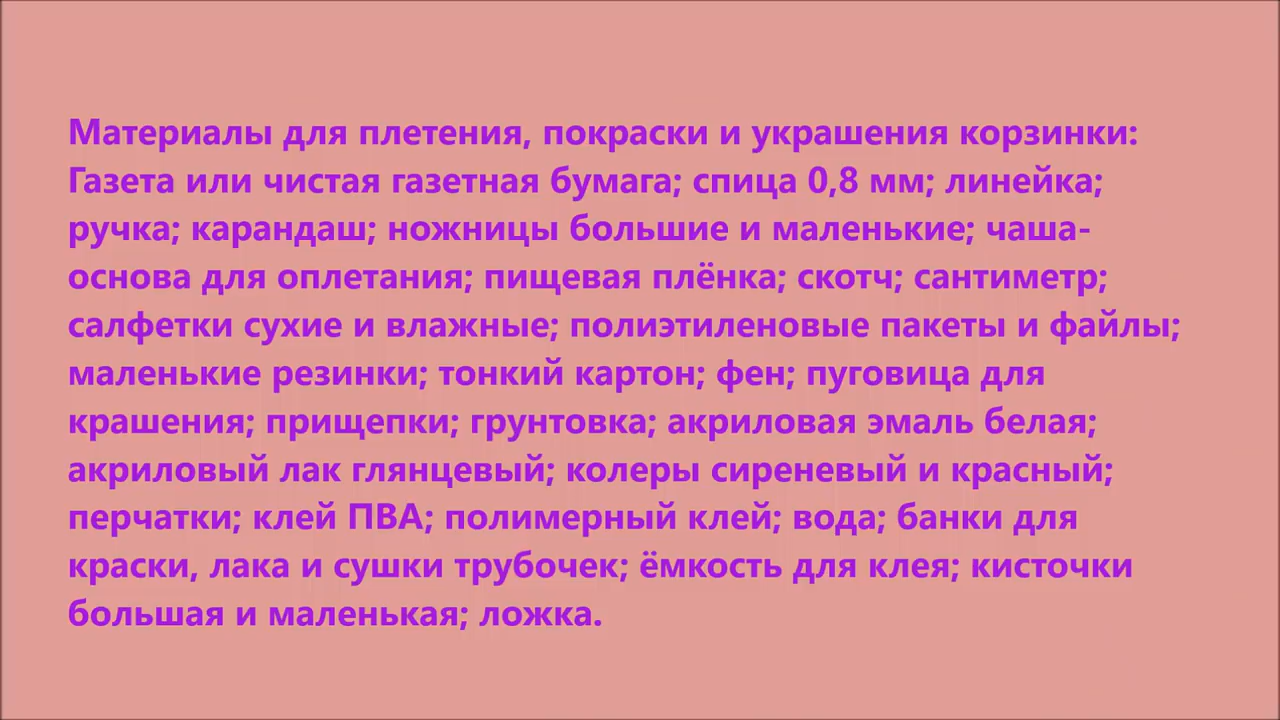 Материалы для плетения, покраски и украшения корзинки:
Газета или чистая газетная бумага; спица 0,8 мм; линейка;
ручка; карандаш; ножницы большие и маленькие; чаша-
основа для оплетания; пищевая плёнка; скотч; сантиметр;
салфетки сухие и влажные; полиэтиленовые пакеты и файлы;
маленькие резинки; тонкий картон; фен; пуговица для
крашения; прищепки; грунтовка; акриловая эмаль белая;
акриловый лак глянцевый; колеры сиреневый и красный;
перчатки; клей ПВА; полимерный клей; вода; банки для
краски, лака и сушки трубочек; ёмкость для клея; кисточки
большая и маленькая; ложка.